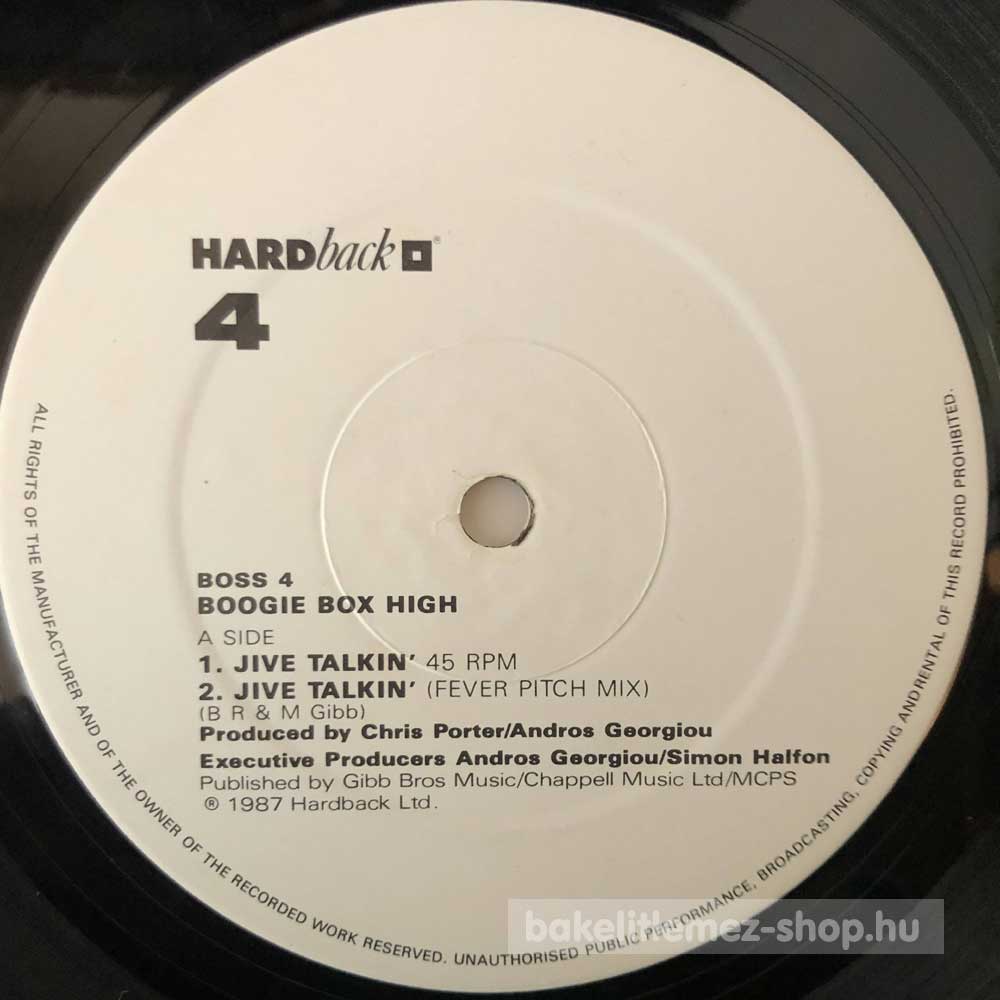 HARDback ®
4
BOSS 4
BOOGIE BOX HIGH
A SIDE
1. JIVE TALKIN' 45 RPM
2. JIVE TALKIN' (FEVER PITCH MIX)
(B R & M Gibb)
Produced by Chris Porter/Andros Georgiou
Executive Producers Andros Georgiou/Simon Halfon
Published by Gibb Bros Music/Chappell Music Ltd/MCPS
℗ 1987 Hardback Ltd.
ALL RIGHTS OF THE MANUFACTURER AND OF THE OWNER OF THE RECORDED WORK RESERVED. UNAUTHORISED PUBLIC PERFORMANCE, BROADCASTING, COPYING AND RENTAL OF THIS RECORD PROHIBITED.
bakelitlemez-shop.hu